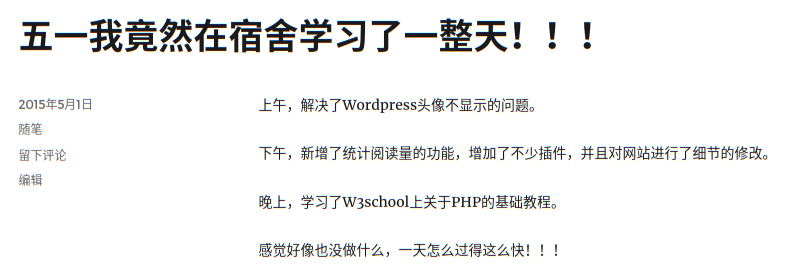 五一我竟然在宿舍学习了一整天！！！
2015年5月1日
随笔
留下评论
编辑
上午，解决了Wordpress头像不显示的问题。
下午，新增了统计阅读量的功能，增加了不少插件，并且对网站进行了细节的修改。
晚上，学习了W3school上关于PHP的基础教程。
感觉好像也没做什么，一天怎么过得这么快！！！